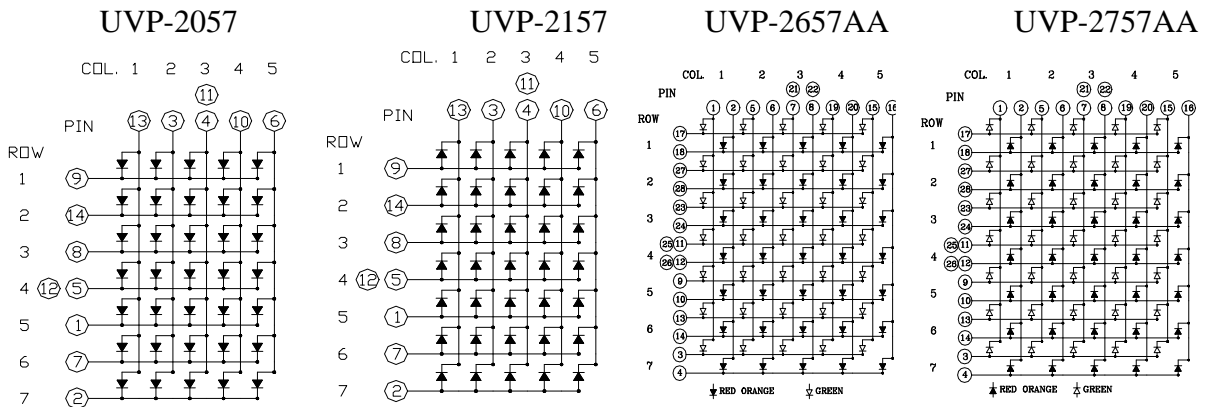 UVP-2057
COL. 1 2 3 4 5
11
PIN 13 3 4 10 6
ROW
1 9
2 14
3 8
4 12 5
5 1
6 7
7 2
UVP-2157
COL. 1 2 3 4 5
11
PIN 13 3 4 10 6
ROW
1 9
2 14
3 8
4 12 5
5 1
6 7
7 2
UVP-2657AA
COL. 1 2 3 4 5
21 22
PIN
1 2 5 6 7 8 19 20 15 16
ROW
17
1
18
27
2
28
23
3
24
25 11
4
26 12
9
5
10
13
6
14
3
7
4
RED ORANGE GREEN
UVP-2757AA
COL. 1 2 3 4 5
21 22
PIN
1 2 5 6 7 8 19 20 15 16
ROW
17
1
18
27
2
28
23
3
24
25 11
4
26 12
9
5
10
13
6
14
3
7
4
RED ORANGE GREEN